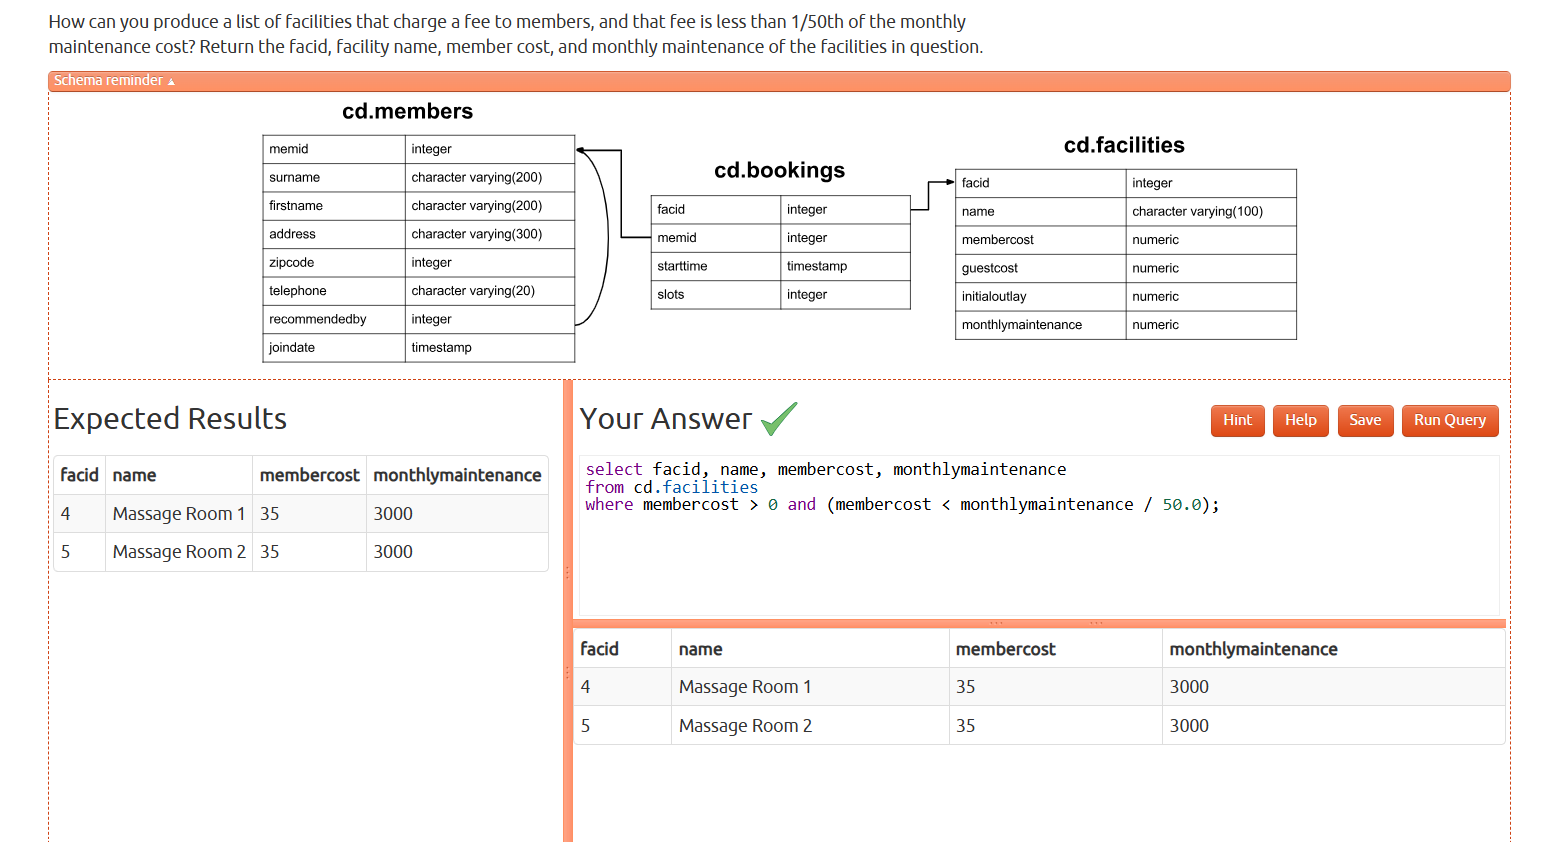 How can you produce a list of facilities that charge a fee to members, and that fee is less than 1/50th of the monthly
maintenance cost? Return the facid, facility name, member cost, and monthly maintenance of the facilities in question.
Schema reminder ▲
cd.members
memid integer
surname character varying(200)
firstname character varying(200)
address character varying(300)
zipcode integer
telephone character varying(20)
recommendedby integer
joindate timestamp
cd.bookings
facid integer
memid integer
starttime timestamp
slots integer
cd.facilities
facid integer
name character varying(100)
membercost numeric
guestcost numeric
initialoutlay numeric
monthlymaintenance numeric
Expected Results
facid name membercost monthlymaintenance
4 Massage Room 1 35 3000
5 Massage Room 2 35 3000
Your Answer
Hint Help Save Run Query
select facid, name, membercost, monthlymaintenance
from cd.facilities
where membercost > 0 and (membercost < monthlymaintenance / 50.0);
facid name membercost monthlymaintenance
4 Massage Room 1 35 3000
5 Massage Room 2 35 3000